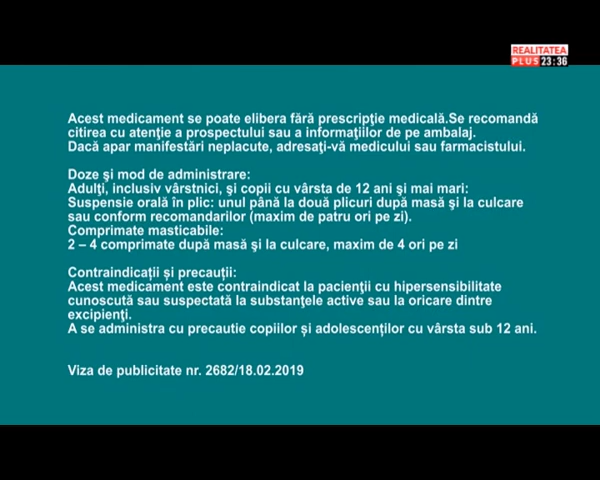 REALITATEA
PLUS 23:36
Acest medicament se poate elibera fără prescripţie medicală.Se recomandă
citirea cu atenţie a prospectului sau a informaţiilor de pe ambalaj.
Dacă apar manifestări neplacute, adresaţi-vă medicului sau farmacistului.
Doze şi mod de administrare:
Adulţi, inclusiv vârstnici, şi copii cu vârsta de 12 ani şi mai mari:
Suspensie orală în plic: unul până la două plicuri după masă şi la culcare
sau conform recomandarilor (maxim de patru ori pe zi).
Comprimate masticabile:
2 – 4 comprimate după masă şi la culcare, maxim de 4 ori pe zi
Contraindicații și precauții:
Acest medicament este contraindicat la pacienţii cu hipersensibilitate
cunoscută sau suspectată la substanţele active sau la oricare dintre
excipienţi.
A se administra cu precautie copiilor și adolescenților cu vârsta sub 12 ani.
Viza de publicitate nr. 2682/18.02.2019